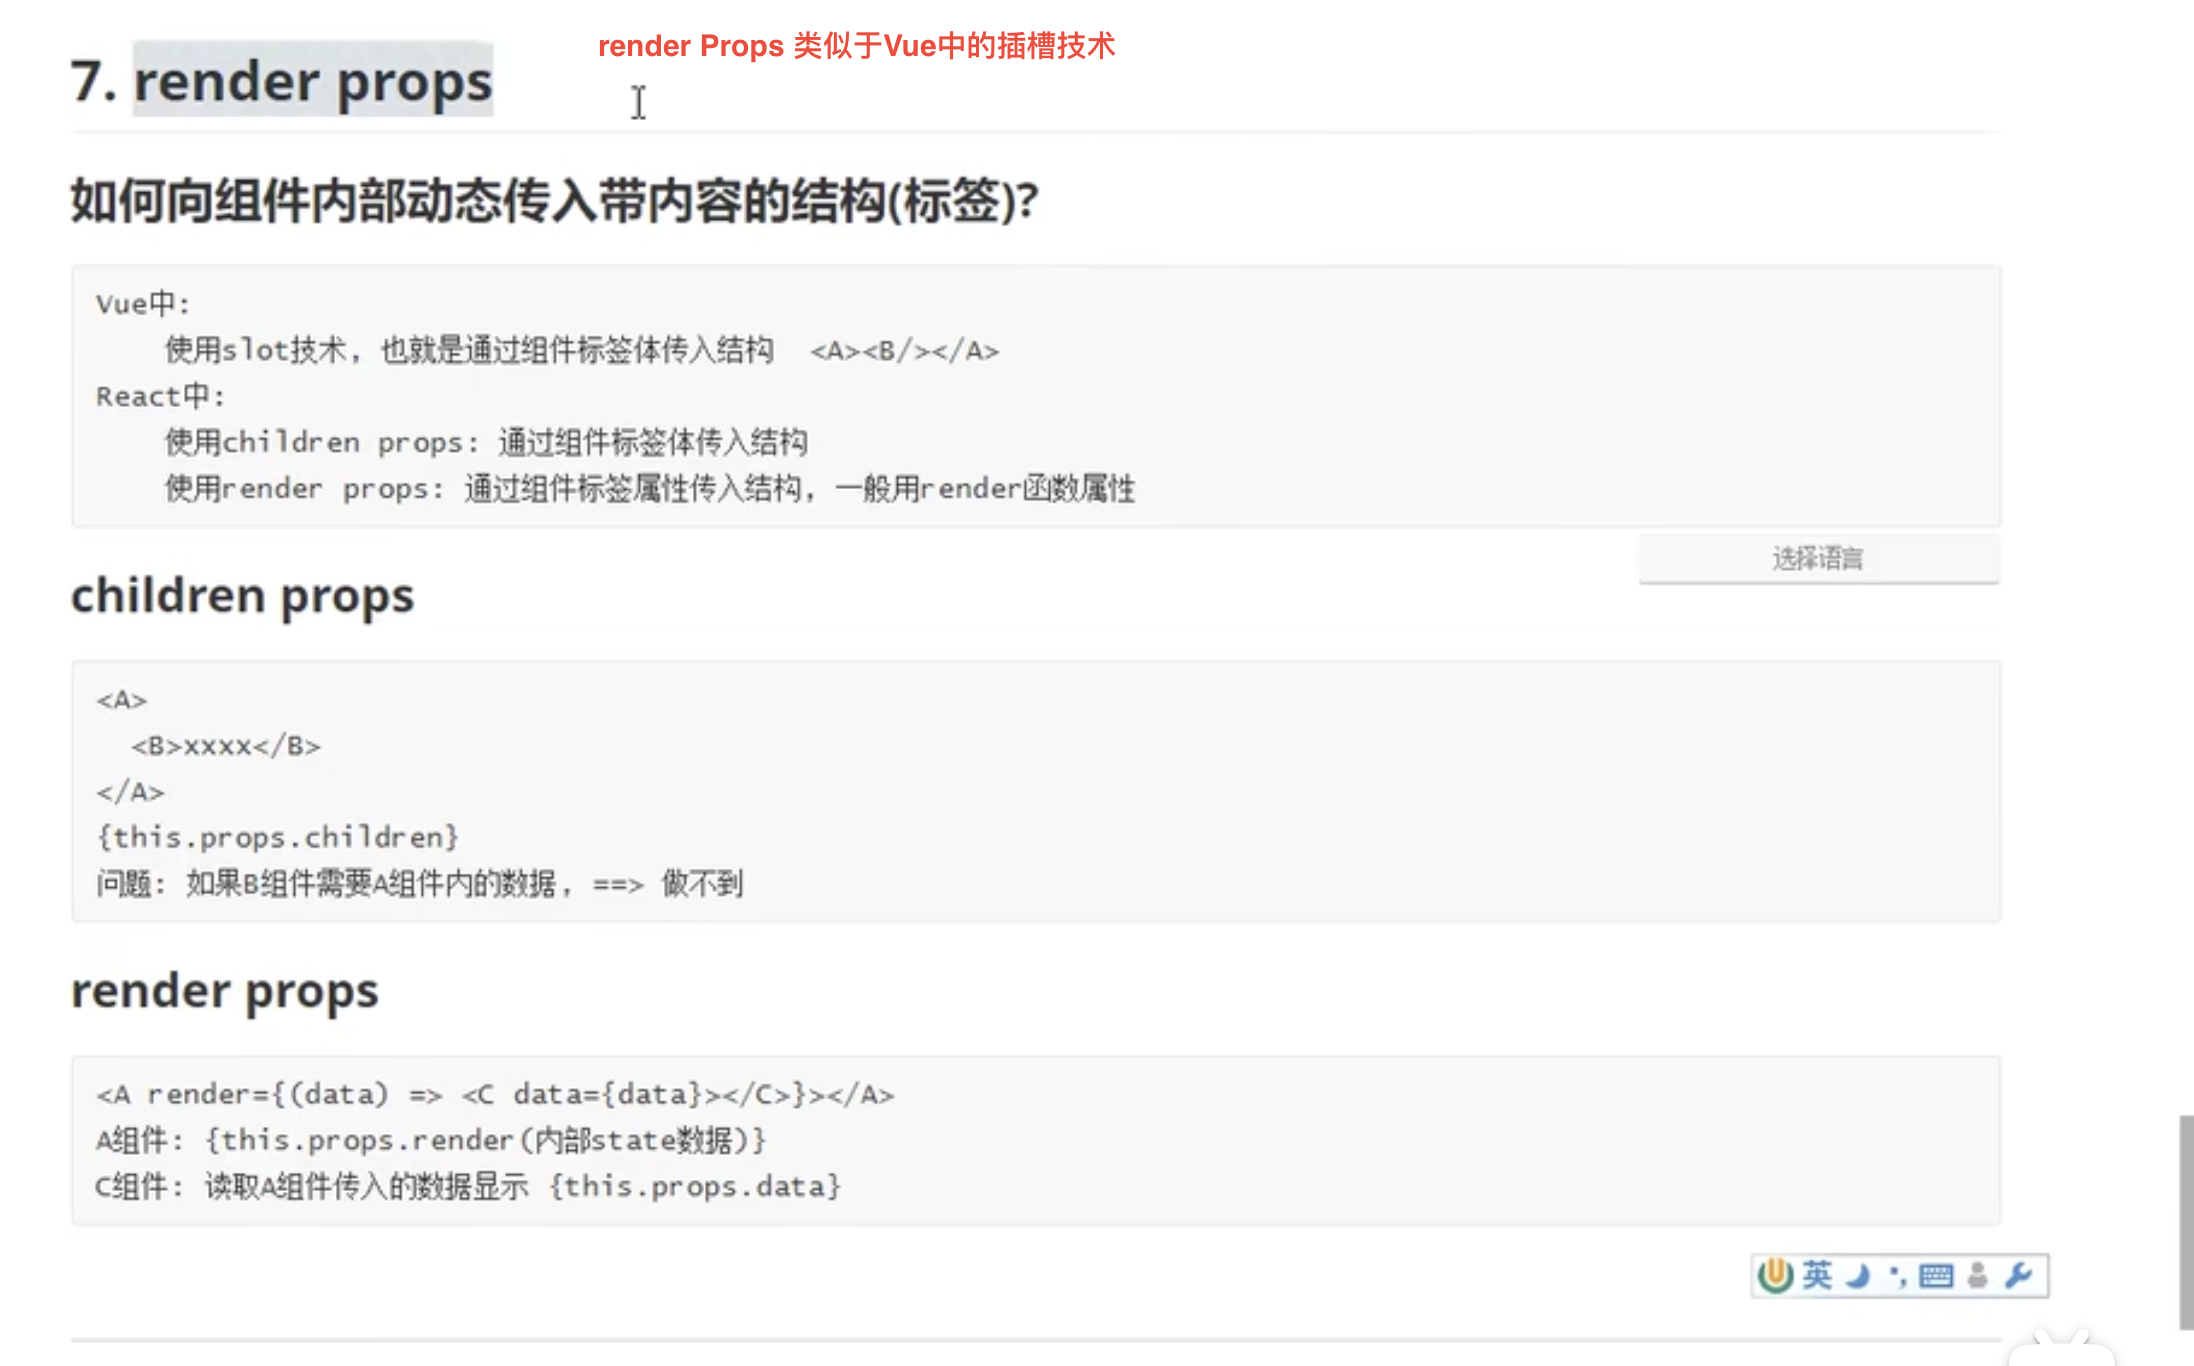 render Props 类似于Vue中的插槽技术
7. render props
如何向组件内部动态传入带内容的结构(标签)?
Vue中:
使用slot技术, 也就是通过组件标签体传入结构  <A><B/></A>
React中:
使用children props: 通过组件标签体传入结构
使用render props: 通过组件标签属性传入结构, 一般用render函数属性
选择语言
children props
<A>
  <B>xxxx</B>
</A>
{this.props.children}
问题: 如果B组件需要A组件内的数据, ==> 做不到
render props
<A render={(data) => <C data={data}></C>}></A>
A组件: {this.props.render(内部state数据)}
C组件: 读取A组件传入的数据显示 {this.props.data}
英